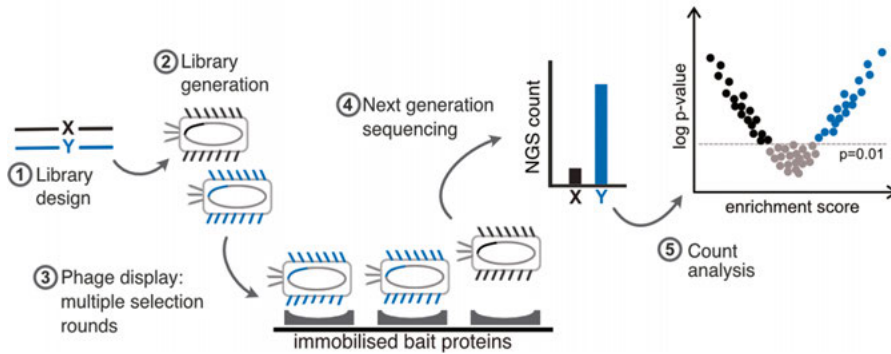 ① Library
design
X
Y
② Library
generation
③ Phage display:
multiple selection
rounds
immobilised bait proteins
④ Next generation
sequencing
NGS count
X Y
⑤ Count
analysis
log p-value
p=0.01
enrichment score